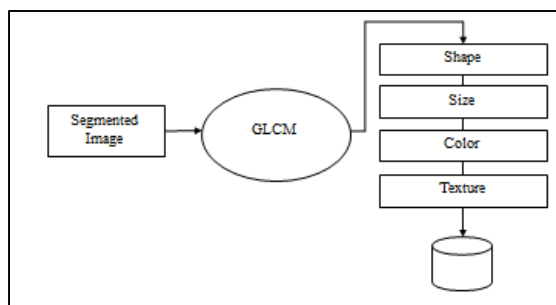 Segmented
Image
GLCM
Shape
Size
Color
Texture